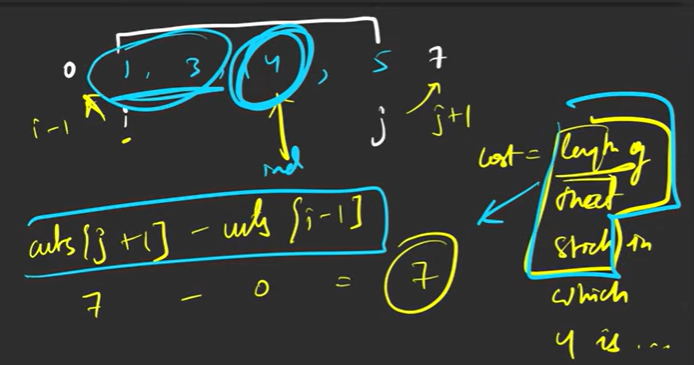 0 1, 3, 4, 5 7
i-1 i ind j j+1
cost = length of
that
stick in
which
4 is ...
cuts[j+1] - cuts[i-1]
7 - 0 = 7